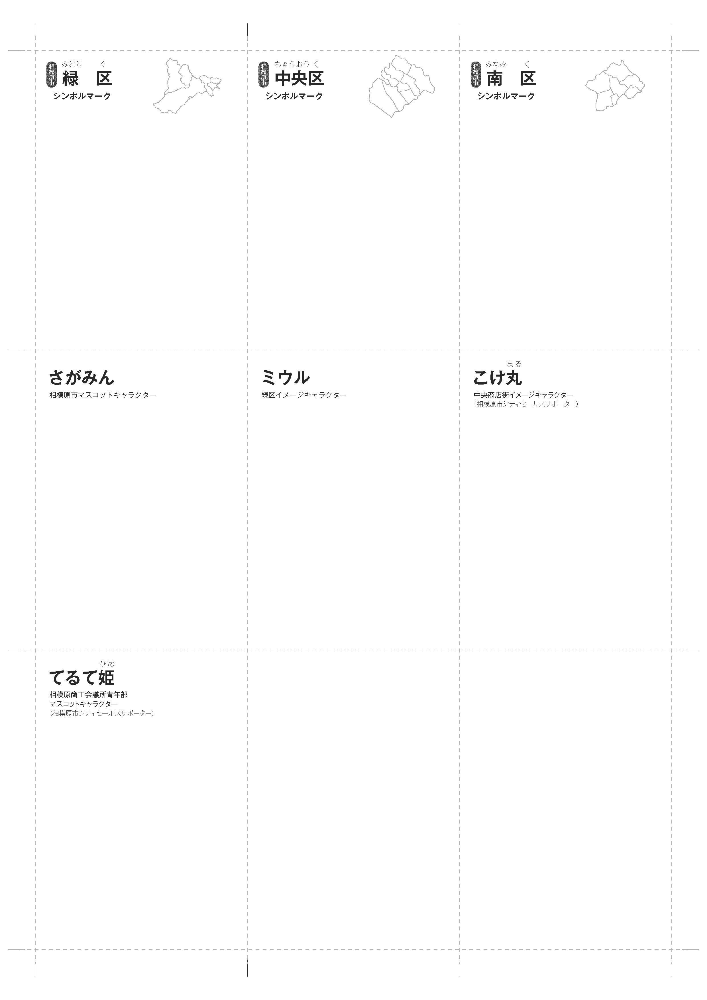 相模原市
みどり く
緑 区
シンボルマーク
相模原市
ちゅうおう く
中央区
シンボルマーク
相模原市
みなみ く
南 区
シンボルマーク
さがみん
相模原市マスコットキャラクター
ミウル
緑区イメージキャラクター
まる
こけ丸
中央商店街イメージキャラクター
（相模原市シティセールスサポーター）
ひめ
てるて姫
相模原商工会議所青年部
マスコットキャラクター
（相模原市シティセールスサポーター）